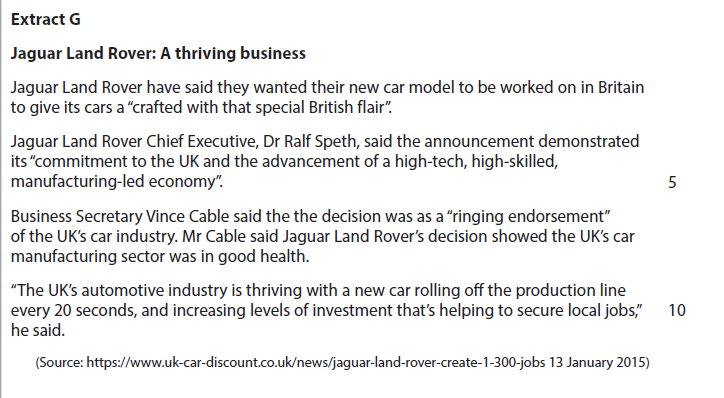 Extract G
Jaguar Land Rover: A thriving business
Jaguar Land Rover have said they wanted their new car model to be worked on in Britain
to give its cars a “crafted with that special British flair”.
Jaguar Land Rover Chief Executive, Dr Ralf Speth, said the announcement demonstrated
its “commitment to the UK and the advancement of a high-tech, high-skilled,
manufacturing-led economy”. 5
Business Secretary Vince Cable said the the decision was as a “ringing endorsement”
of the UK’s car industry. Mr Cable said Jaguar Land Rover’s decision showed the UK’s car
manufacturing sector was in good health.
“The UK’s automotive industry is thriving with a new car rolling off the production line
every 20 seconds, and increasing levels of investment that’s helping to secure local jobs,” 10
he said.
(Source: https://www.uk-car-discount.co.uk/news/jaguar-land-rover-create-1-300-jobs 13 January 2015)